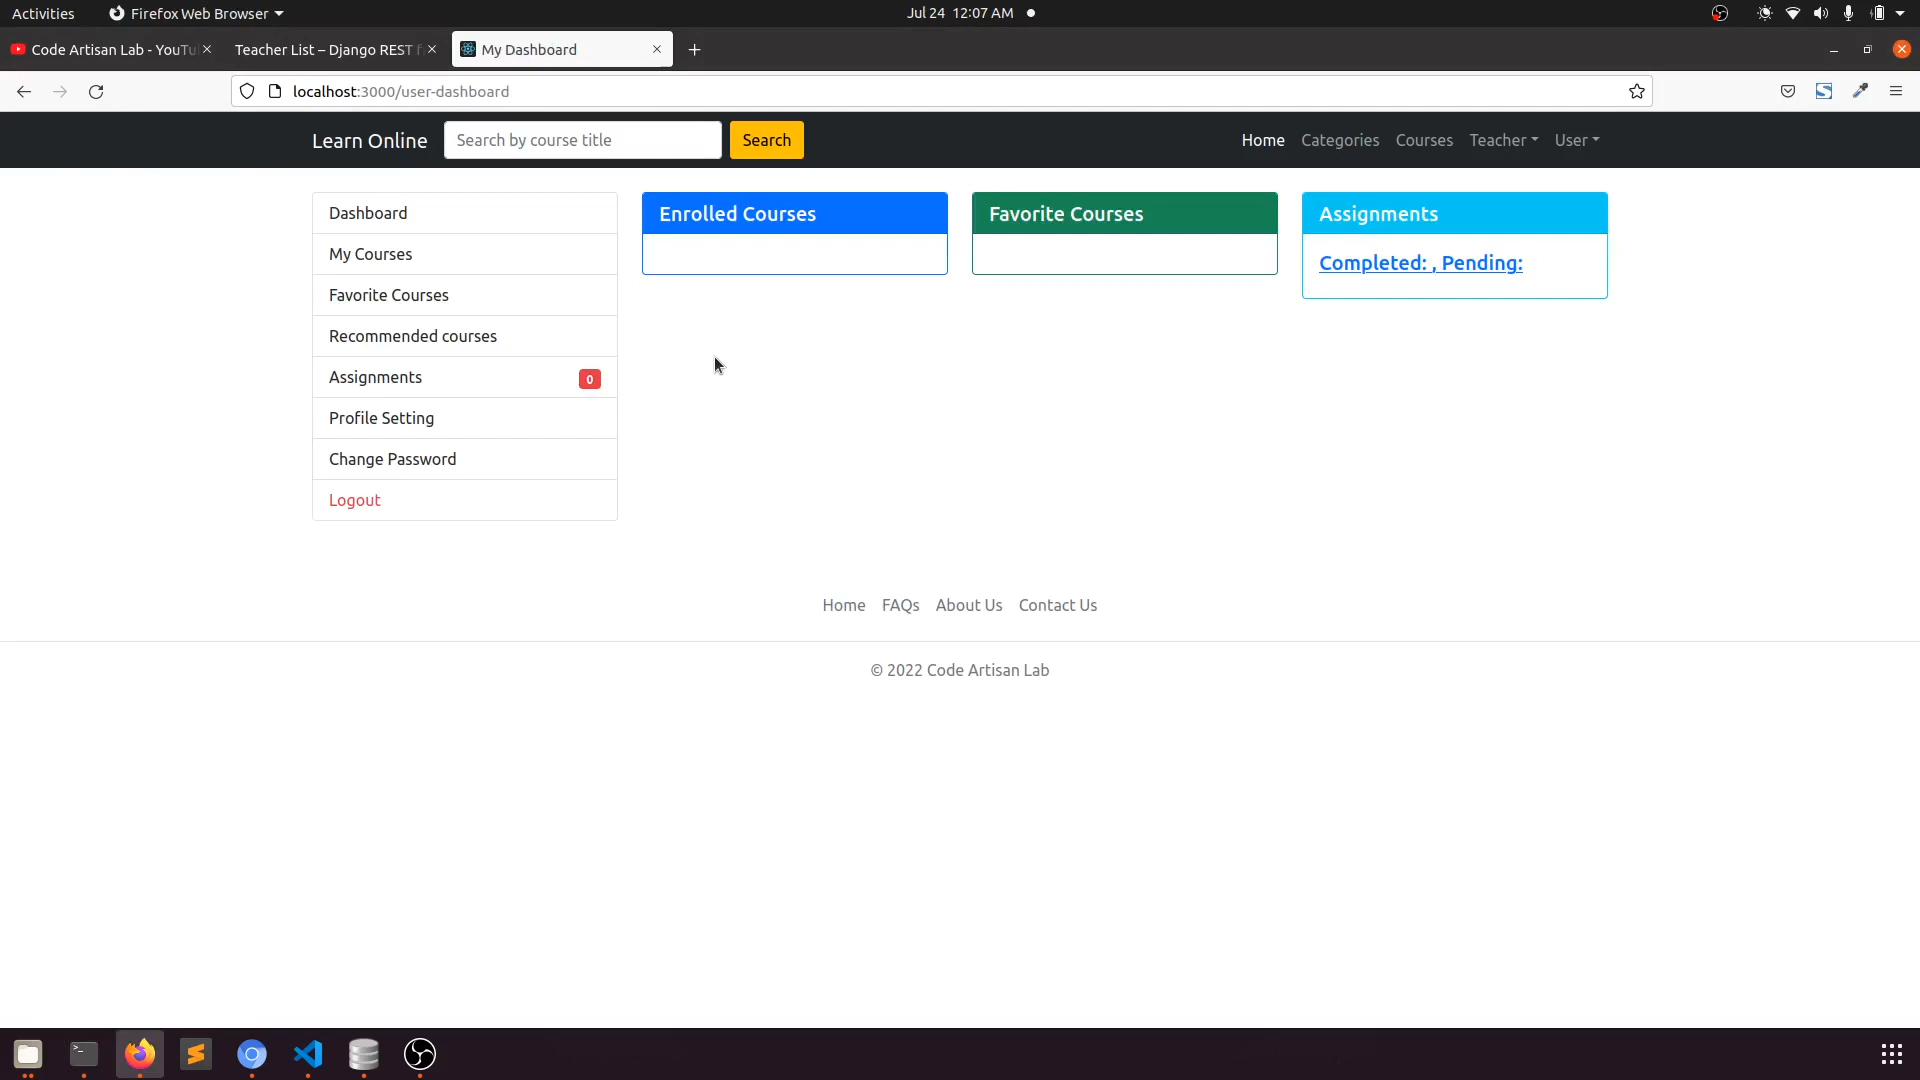 Activities
Firefox Web Browser
Jul 24 12:07 AM
Code Artisan Lab - YouTu
Teacher List – Django REST f
My Dashboard
localhost:3000/user-dashboard
Learn Online
Search by course title
Search
Home
Categories
Courses
Teacher
User
Dashboard
My Courses
Favorite Courses
Recommended courses
Assignments
0
Profile Setting
Change Password
Logout
Enrolled Courses
Favorite Courses
Assignments
Completed: , Pending:
Home
FAQs
About Us
Contact Us
© 2022 Code Artisan Lab